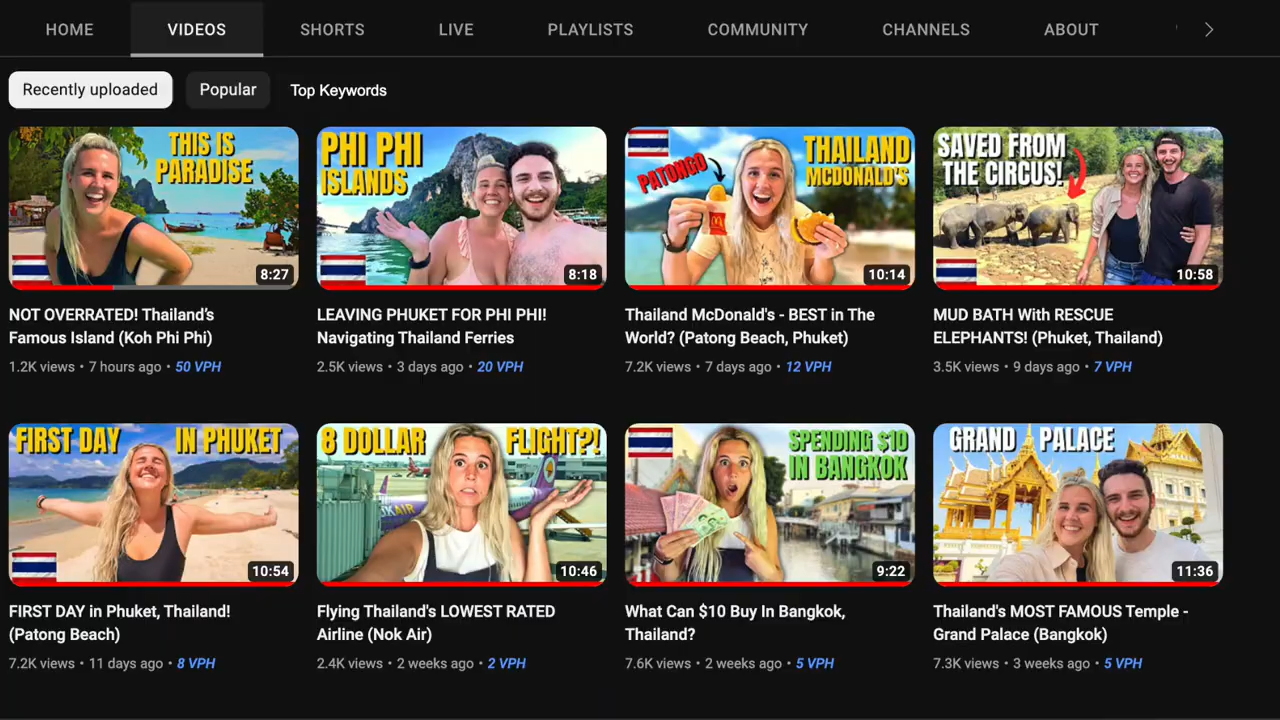 HOME VIDEOS SHORTS LIVE PLAYLISTS COMMUNITY CHANNELS ABOUT
Recently uploaded Popular Top Keywords
THIS IS
PARADISE
8:27
PHI PHI
ISLANDS
8:18
THAILAND
MCDONALD'S
PATONGO
10:14
SAVED FROM
THE CIRCUS!
10:58
NOT OVERRATED! Thailand's
Famous Island (Koh Phi Phi)
1.2K views • 7 hours ago • 50 VPH
LEAVING PHUKET FOR PHI PHI!
Navigating Thailand Ferries
2.5K views • 3 days ago • 20 VPH
Thailand McDonald's - BEST in The
World? (Patong Beach, Phuket)
7.2K views • 7 days ago • 12 VPH
MUD BATH With RESCUE
ELEPHANTS! (Phuket, Thailand)
3.5K views • 9 days ago • 7 VPH
FIRST DAY IN PHUKET
10:54
8 DOLLAR FLIGHT?!
10:46
SPENDING $10
IN BANGKOK
9:22
GRAND PALACE
11:36
FIRST DAY in Phuket, Thailand!
(Patong Beach)
7.2K views • 11 days ago • 8 VPH
Flying Thailand's LOWEST RATED
Airline (Nok Air)
2.4K views • 2 weeks ago • 2 VPH
What Can $10 Buy In Bangkok,
Thailand?
7.6K views • 2 weeks ago • 5 VPH
Thailand's MOST FAMOUS Temple -
Grand Palace (Bangkok)
7.3K views • 3 weeks ago • 5 VPH